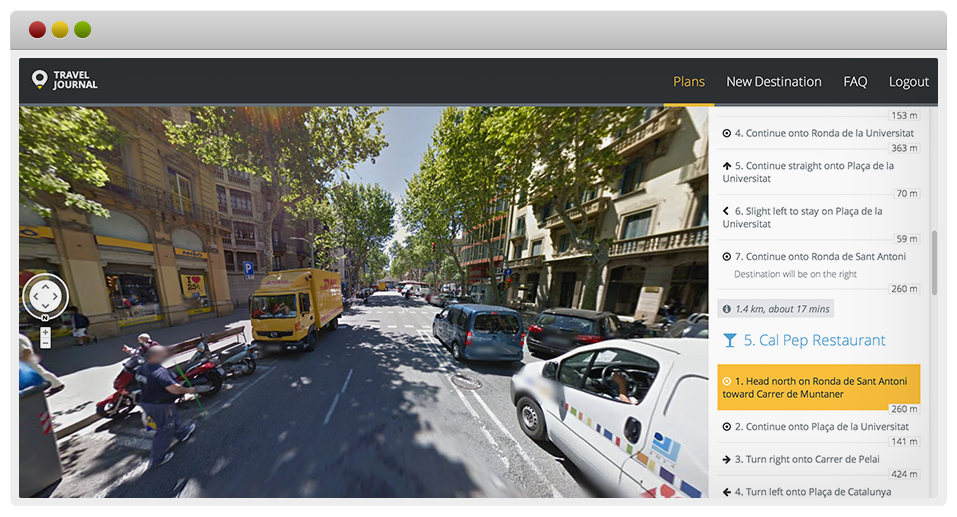 TRAVEL
JOURNAL
Plans
New Destination
FAQ
Logout
153 m
4. Continue onto Ronda de la Universitat
363 m
5. Continue straight onto Plaça de la
Universitat
70 m
6. Slight left to stay on Plaça de la
Universitat
59 m
7. Continue onto Ronda de Sant Antoni
Destination will be on the right
260 m
1.4 km, about 17 mins
5. Cal Pep Restaurant
1. Head north on Ronda de Sant Antoni
toward Carrer de Muntaner
260 m
2. Continue onto Plaça de la Universitat
141 m
3. Turn right onto Carrer de Pelai
424 m
4. Turn left onto Plaça de Catalunya
P
N
+
−